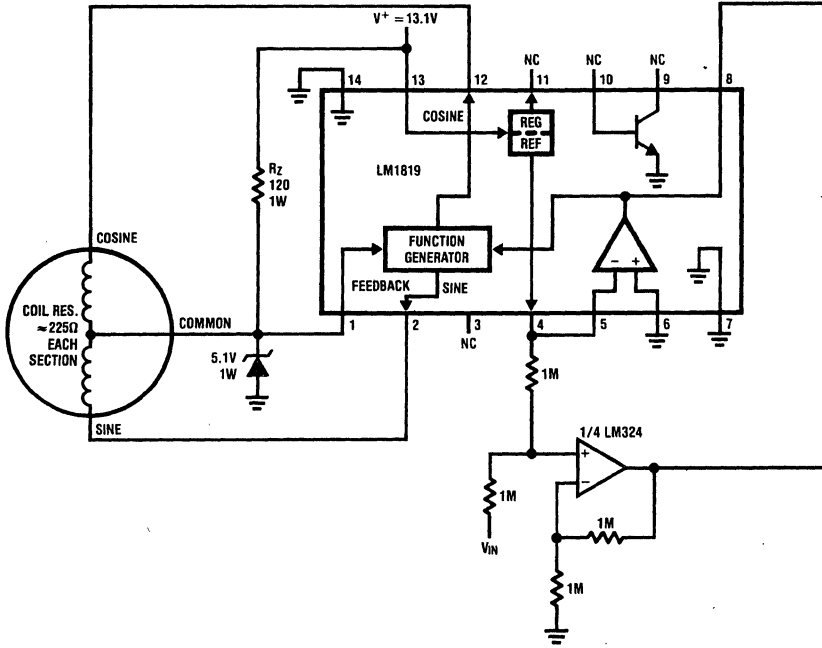 V+ = 13.1V
NC
NC
NC
14
13
12
11
10
9
8
COSINE
REG
REF
LM1819
RZ
120
1W
COSINE
FUNCTION
GENERATOR
FEEDBACK
SINE
COIL RES.
≈225Ω
EACH
SECTION
COMMON
1
2
3
4
5
6
7
NC
- +
5.1V
1W
SINE
1M
1/4 LM324
+
-
1M
VIN
1M
1M